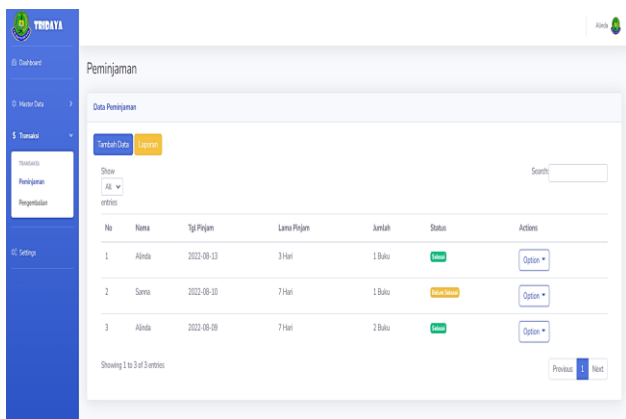 TRIDAYA
Alinda
Dashboard
Master Data
$ Transaksi
TRANSAKSI
Peminjaman
Pengembalian
Settings
Peminjaman
Data Peminjaman
Tambah Data Laporan
Show
All
entries
Search:
No Nama Tgl Pinjam Lama Pinjam Jumlah Status Actions
1 Alinda 2022-08-13 3 Hari 1 Buku Selesai Option
2 Sanna 2022-08-10 7 Hari 1 Buku Belum Selesai Option
3 Alinda 2022-08-09 7 Hari 2 Buku Selesai Option
Showing 1 to 3 of 3 entries
Previous 1 Next